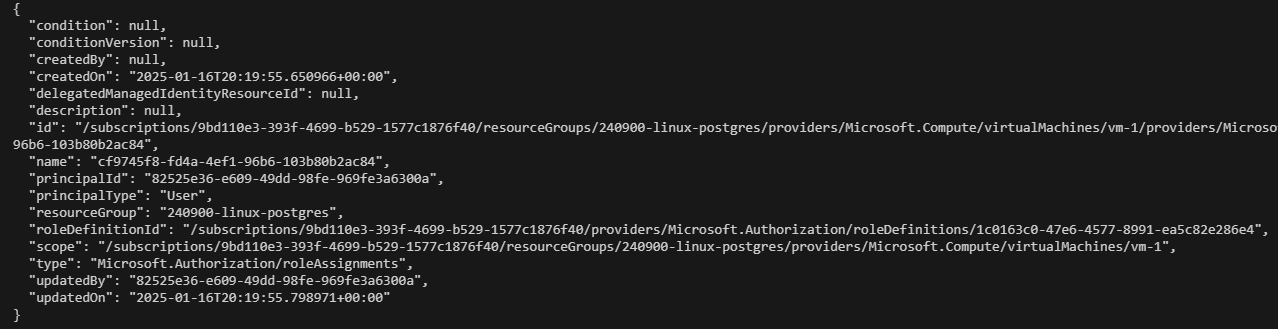 {
  "condition": null,
  "conditionVersion": null,
  "createdBy": null,
  "createdOn": "2025-01-16T20:19:55.650966+00:00",
  "delegatedManagedIdentityResourceId": null,
  "description": null,
  "id": "/subscriptions/9bd110e3-393f-4699-b529-1577c1876f40/resourceGroups/240900-linux-postgres/providers/Microsoft.Compute/virtualMachines/vm-1/providers/Microso
96b6-103b80b2ac84",
  "name": "cf9745f8-fd4a-4ef1-96b6-103b80b2ac84",
  "principalId": "82525e36-e609-49dd-98fe-969fe3a6300a",
  "principalType": "User",
  "resourceGroup": "240900-linux-postgres",
  "roleDefinitionId": "/subscriptions/9bd110e3-393f-4699-b529-1577c1876f40/providers/Microsoft.Authorization/roleDefinitions/1c0163c0-47e6-4577-8991-ea5c82e286e4",
  "scope": "/subscriptions/9bd110e3-393f-4699-b529-1577c1876f40/resourceGroups/240900-linux-postgres/providers/Microsoft.Compute/virtualMachines/vm-1",
  "type": "Microsoft.Authorization/roleAssignments",
  "updatedBy": "82525e36-e609-49dd-98fe-969fe3a6300a",
  "updatedOn": "2025-01-16T20:19:55.798971+00:00"
}